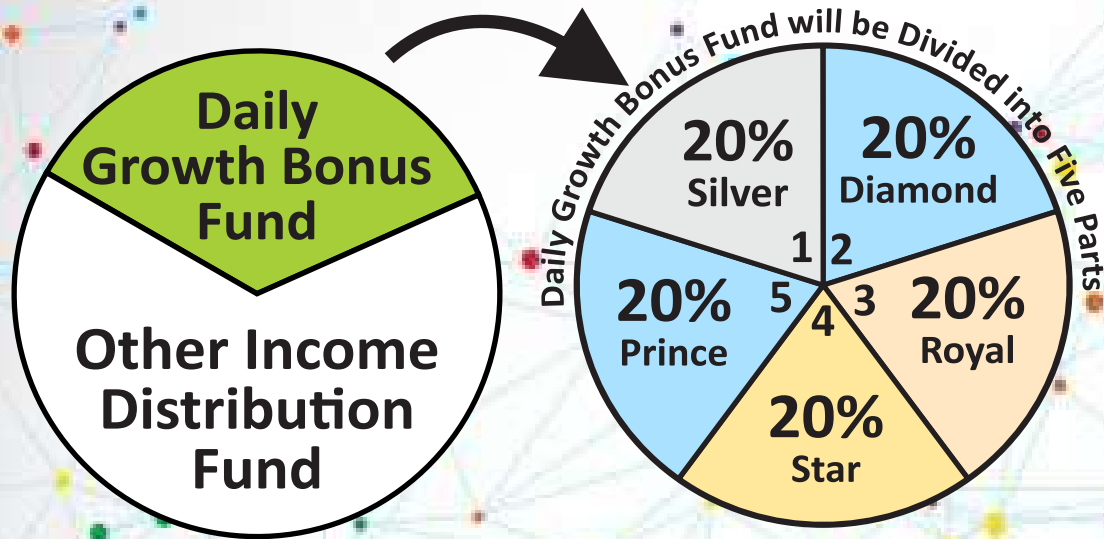 Daily
Growth Bonus
Fund
Other Income
Distribution
Fund
Daily Growth Bonus Fund will be Divided into Five Parts
20%
Silver
1
20%
Diamond
2
20%
Royal
3
20%
Star
4
20%
Prince
5